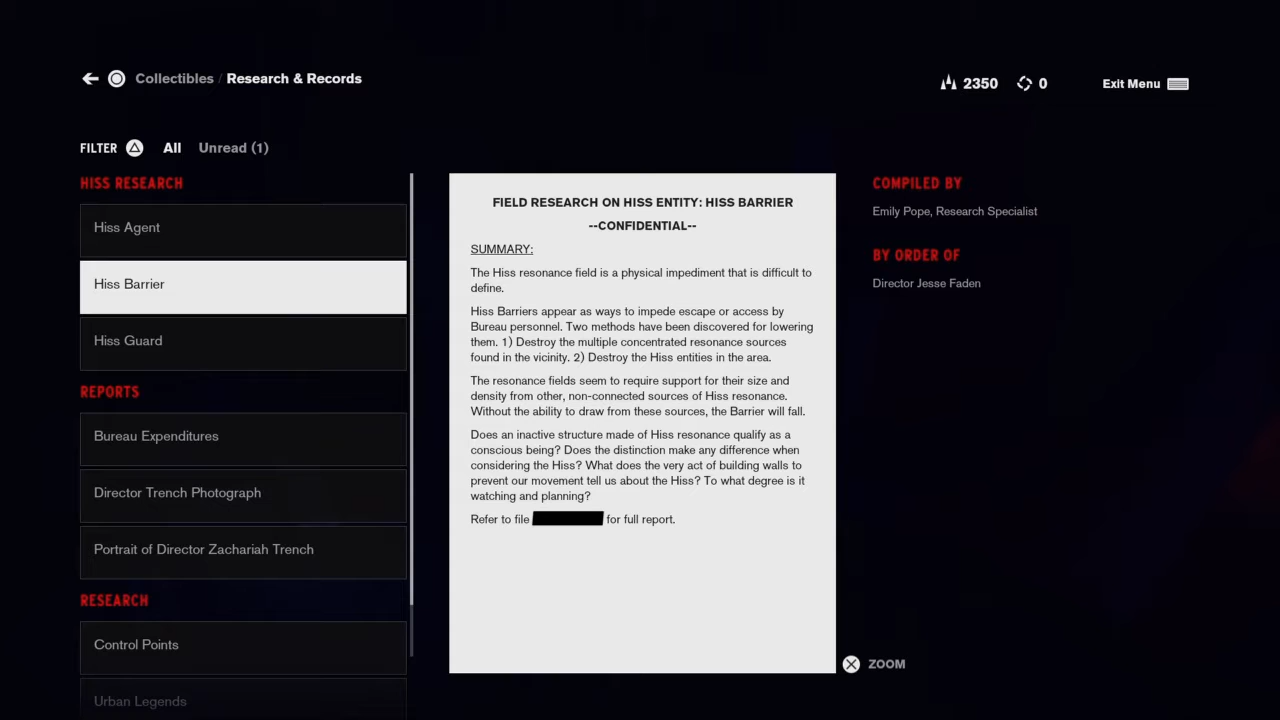 Collectibles / Research & Records
2350
0
Exit Menu
FILTER All Unread (1)
HISS RESEARCH
Hiss Agent
Hiss Barrier
Hiss Guard
REPORTS
Bureau Expenditures
Director Trench Photograph
Portrait of Director Zachariah Trench
RESEARCH
Control Points
Urban Legends
FIELD RESEARCH ON HISS ENTITY: HISS BARRIER
--CONFIDENTIAL--
SUMMARY:
The Hiss resonance field is a physical impediment that is difficult to
define.
Hiss Barriers appear as ways to impede escape or access by
Bureau personnel. Two methods have been discovered for lowering
them. 1) Destroy the multiple concentrated resonance sources
found in the vicinity. 2) Destroy the Hiss entities in the area.
The resonance fields seem to require support for their size and
density from other, non-connected sources of Hiss resonance.
Without the ability to draw from these sources, the Barrier will fall.
Does an inactive structure made of Hiss resonance qualify as a
conscious being? Does the distinction make any difference when
considering the Hiss? What does the very act of building walls to
prevent our movement tell us about the Hiss? To what degree is it
watching and planning?
Refer to file for full report.
ZOOM
COMPILED BY
Emily Pope, Research Specialist
BY ORDER OF
Director Jesse Faden